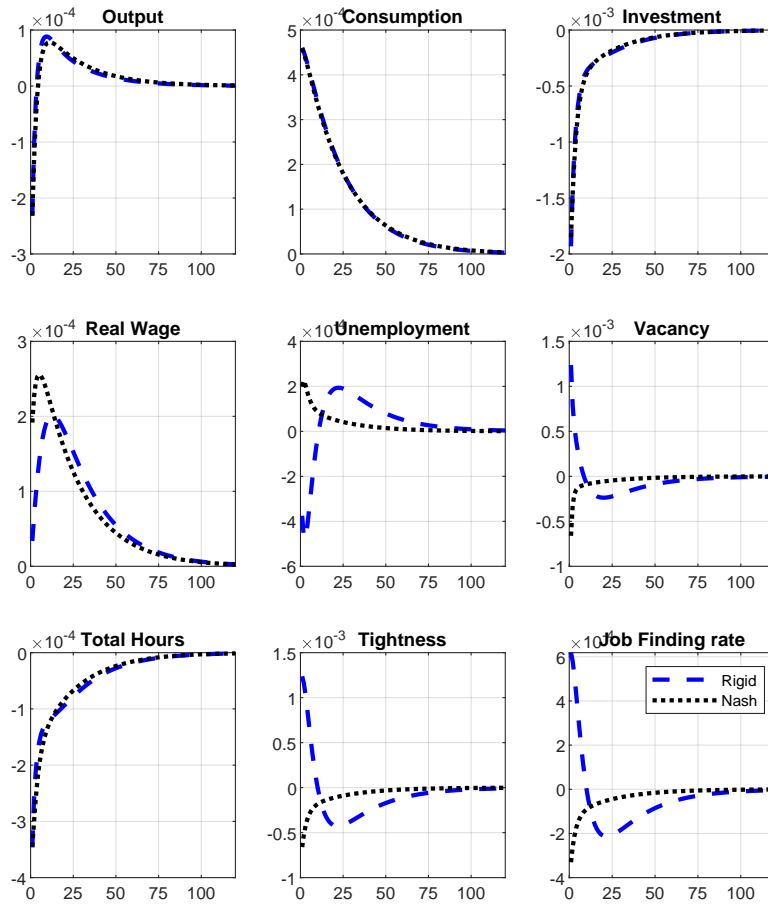 ×10-4 Output
1
0
-1
-2
-3
0 25 50 75 100
×10-4 Consumption
5
4
3
2
1
0
0 25 50 75 100
×10-3 Investment
0
-0.5
-1
-1.5
-2
0 25 50 75 100
×10-4 Real Wage
3
2
1
0
0 25 50 75 100
×10-4 Unemployment
4
2
0
-2
-4
-6
0 25 50 75 100
×10-3 Vacancy
1.5
1
0.5
0
-0.5
-1
0 25 50 75 100
×10-4 Total Hours
0
-1
-2
-3
-4
0 25 50 75 100
×10-3 Tightness
1.5
1
0.5
0
-0.5
-1
0 25 50 75 100
×10-4 Job Finding rate
6
4
2
0
-2
-4
0 25 50 75 100
Rigid
Nash